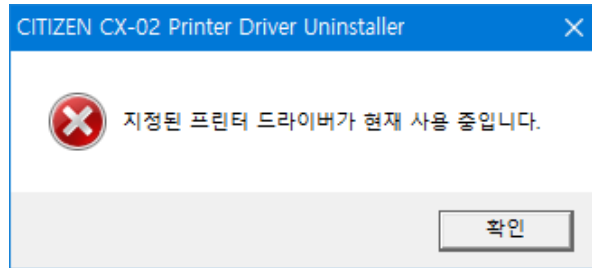 CITIZEN CX-02 Printer Driver Uninstaller
지정된 프린터 드라이버가 현재 사용 중입니다.
확인